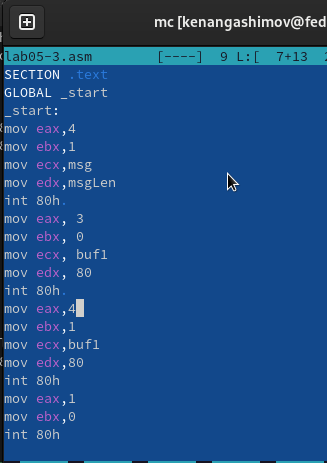 mc [kenangashimov@fed
lab05-3.asm [----] 9 L:[ 7+13
SECTION .text
GLOBAL _start
_start:
mov eax,4
mov ebx,1
mov ecx,msg
mov edx,msgLen
int 80h
mov eax, 3
mov ebx, 0
mov ecx, buf1
mov edx, 80
int 80h
mov eax,4
mov ebx,1
mov ecx,buf1
mov edx,80
int 80h
mov eax,1
mov ebx,0
int 80h